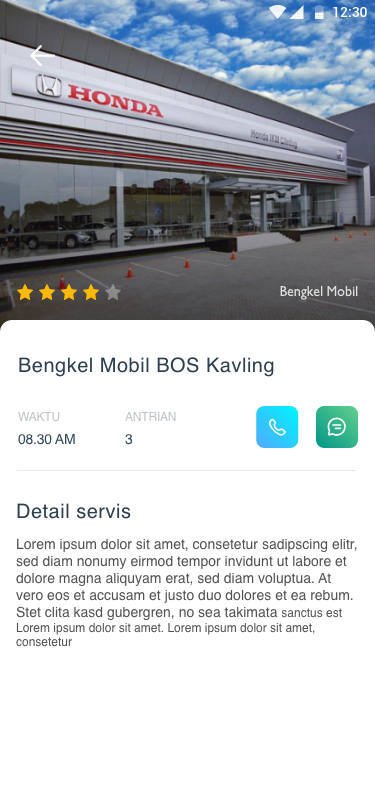 12:30
HONDA
Honda IKM Cavling
Bengkel Mobil
Bengkel Mobil BOS Kavling
WAKTU
ANTRIAN
08.30 AM
3
Detail servis
Lorem ipsum dolor sit amet, consetetur sadipscing elitr,
sed diam nonumy eirmod tempor invidunt ut labore et
dolore magna aliquyam erat, sed diam voluptua. At
vero eos et accusam et justo duo dolores et ea rebum.
Stet clita kasd gubergren, no sea takimata sanctus est
Lorem ipsum dolor sit amet. Lorem ipsum dolor sit amet,
consetetur